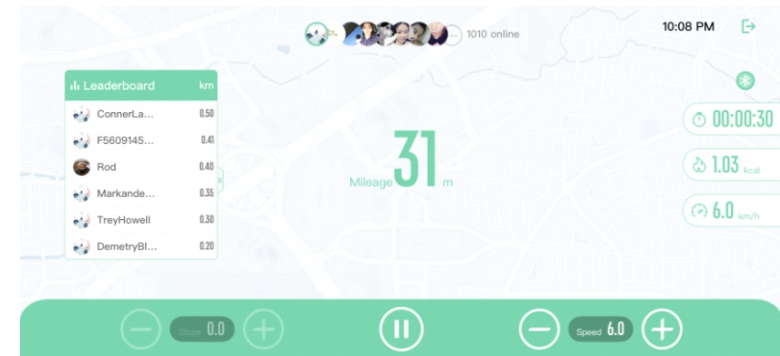 1010 online
10:08 PM
Leaderboard km
ConnerLa... 0.50
F5609145... 0.41
Rod 0.40
Markande... 0.35
TreyHowell 0.30
DemetryBl... 0.20
Mileage 31 m
00:00:30
1.03 kcal
6.0 km/h
Slope 0.0
Speed 6.0